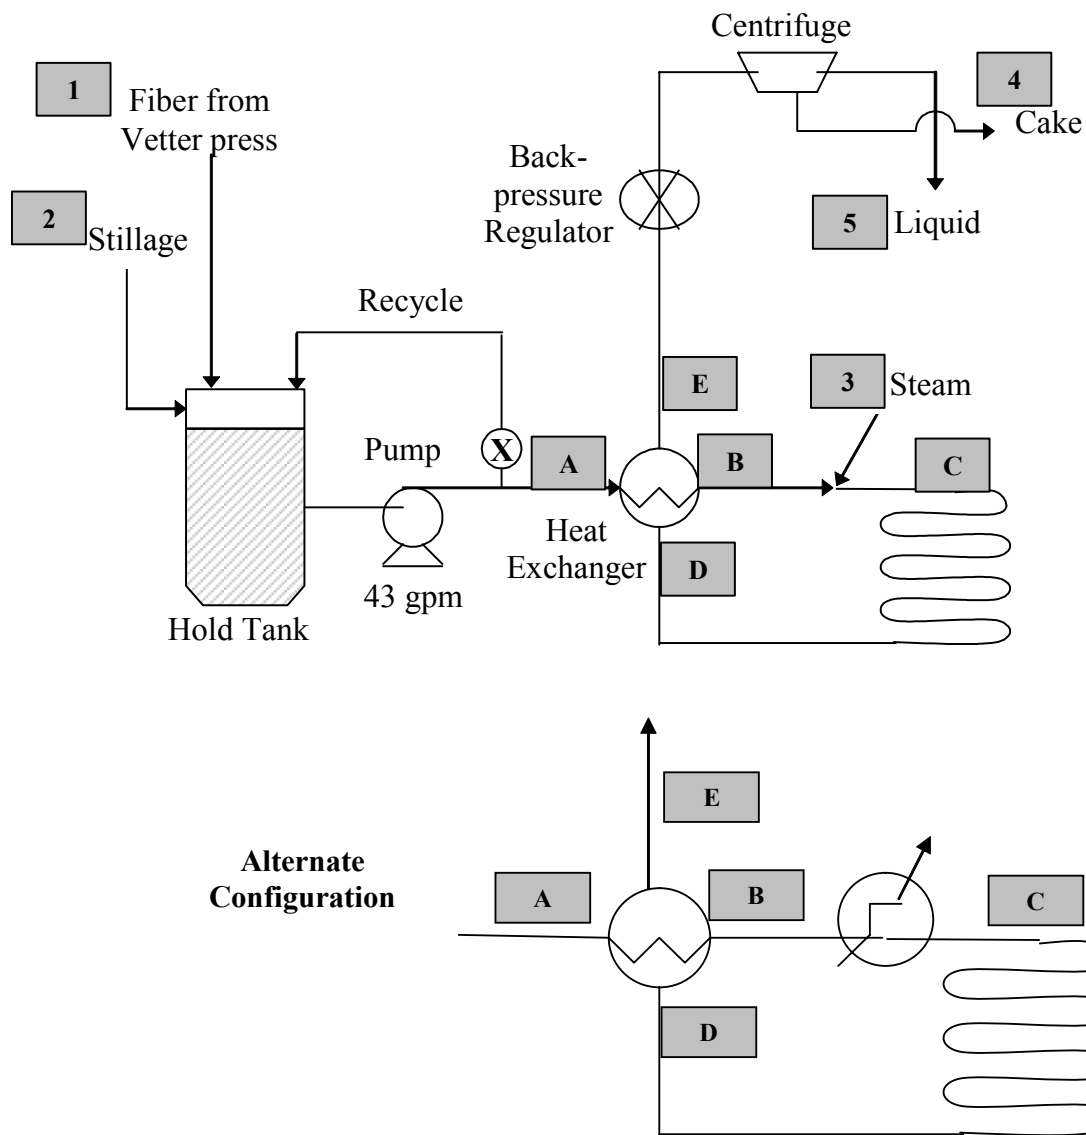 Centrifuge
1
Fiber from
Vetter press
4
Cake
2
Stillage
Back-
pressure
Regulator
5
Liquid
Recycle
E
3
Steam
Pump
X
A
B
C
Heat
Exchanger
D
43 gpm
Hold Tank
E
Alternate
Configuration
A
B
C
D